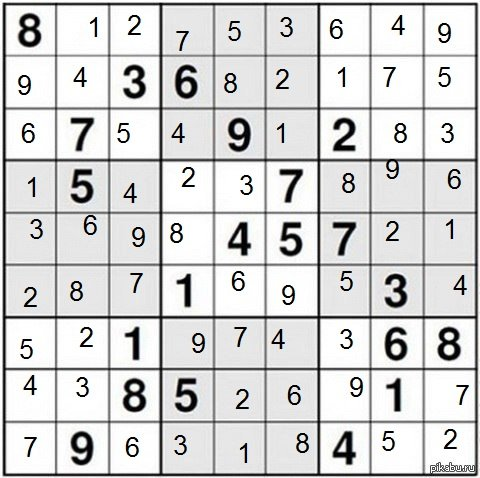 8 1 2 7 5 3 6 4 9
9 4 3 6 8 2 1 7 5
6 7 5 4 9 1 2 8 3
1 5 4 2 3 7 8 9 6
3 6 9 8 4 5 7 2 1
2 8 7 1 6 9 5 3 4
5 2 1 9 7 4 3 6 8
4 3 8 5 2 6 9 1 7
7 9 6 3 1 8 4 5 2
pikabu.ru